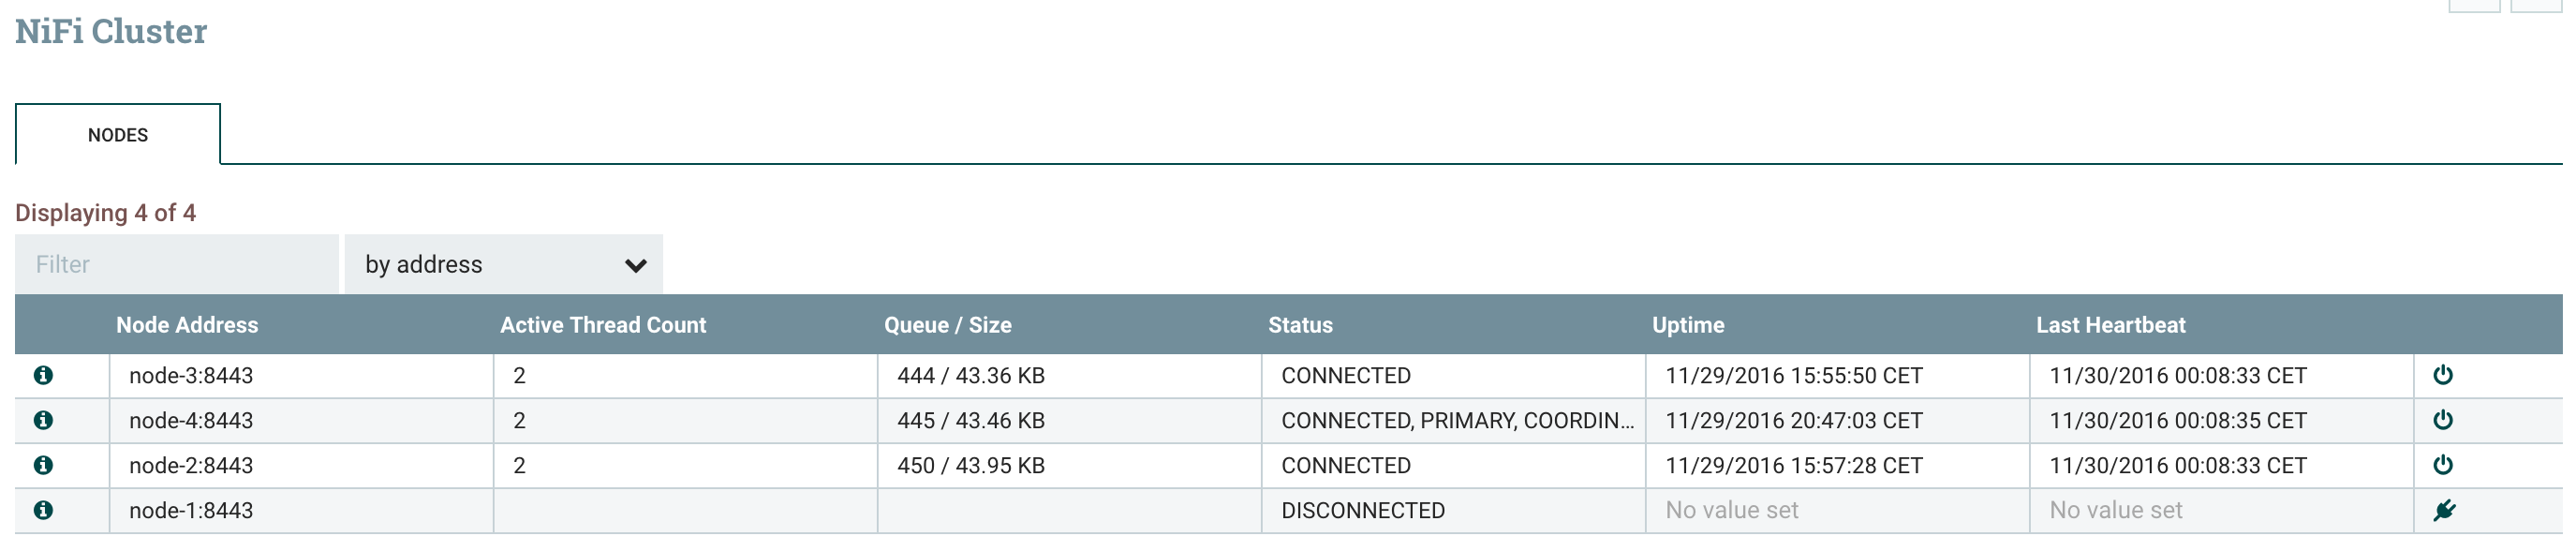 NiFi Cluster
NODES
Displaying 4 of 4
Filter by address
Node Address Active Thread Count Queue / Size Status Uptime Last Heartbeat
node-3:8443 2 444 / 43.36 KB CONNECTED 11/29/2016 15:55:50 CET 11/30/2016 00:08:33 CET
node-4:8443 2 445 / 43.46 KB CONNECTED, PRIMARY, COORDIN... 11/29/2016 20:47:03 CET 11/30/2016 00:08:35 CET
node-2:8443 2 450 / 43.95 KB CONNECTED 11/29/2016 15:57:28 CET 11/30/2016 00:08:33 CET
node-1:8443 DISCONNECTED No value set No value set